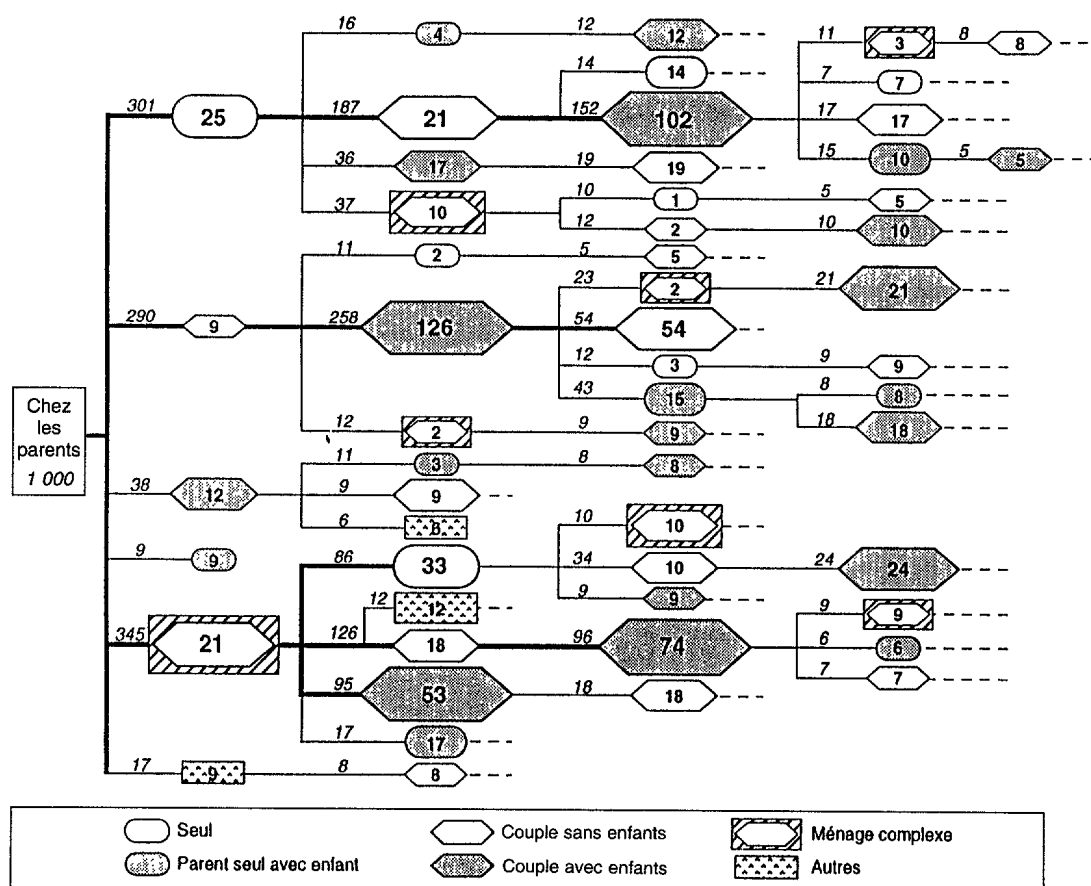 16 4 12 12
11 3 8 8
14 14
7 7
301 25 187 21 152 102 17 17
36 17 19 19
15 10 5 5
37 10 10 1 5 5
12 2 10 10
11 2 5 5
23 2 21 21
290 9 258 126 54 54
12 3 9 9
43 15 8 8
18 18
12 2 9 9
Chez
les
parents
1 000
11 3 8 8
38 12 9 9
6
10 10
9 9
86 33 34 10 24 24
9 9
12 12
9 9
345 21 126 18 96 74 6 6
7 7
95 53 18 18
17 17
17 9 8 8
Seul
Couple sans enfants
Ménage complexe
Parent seul avec enfant
Couple avec enfants
Autres